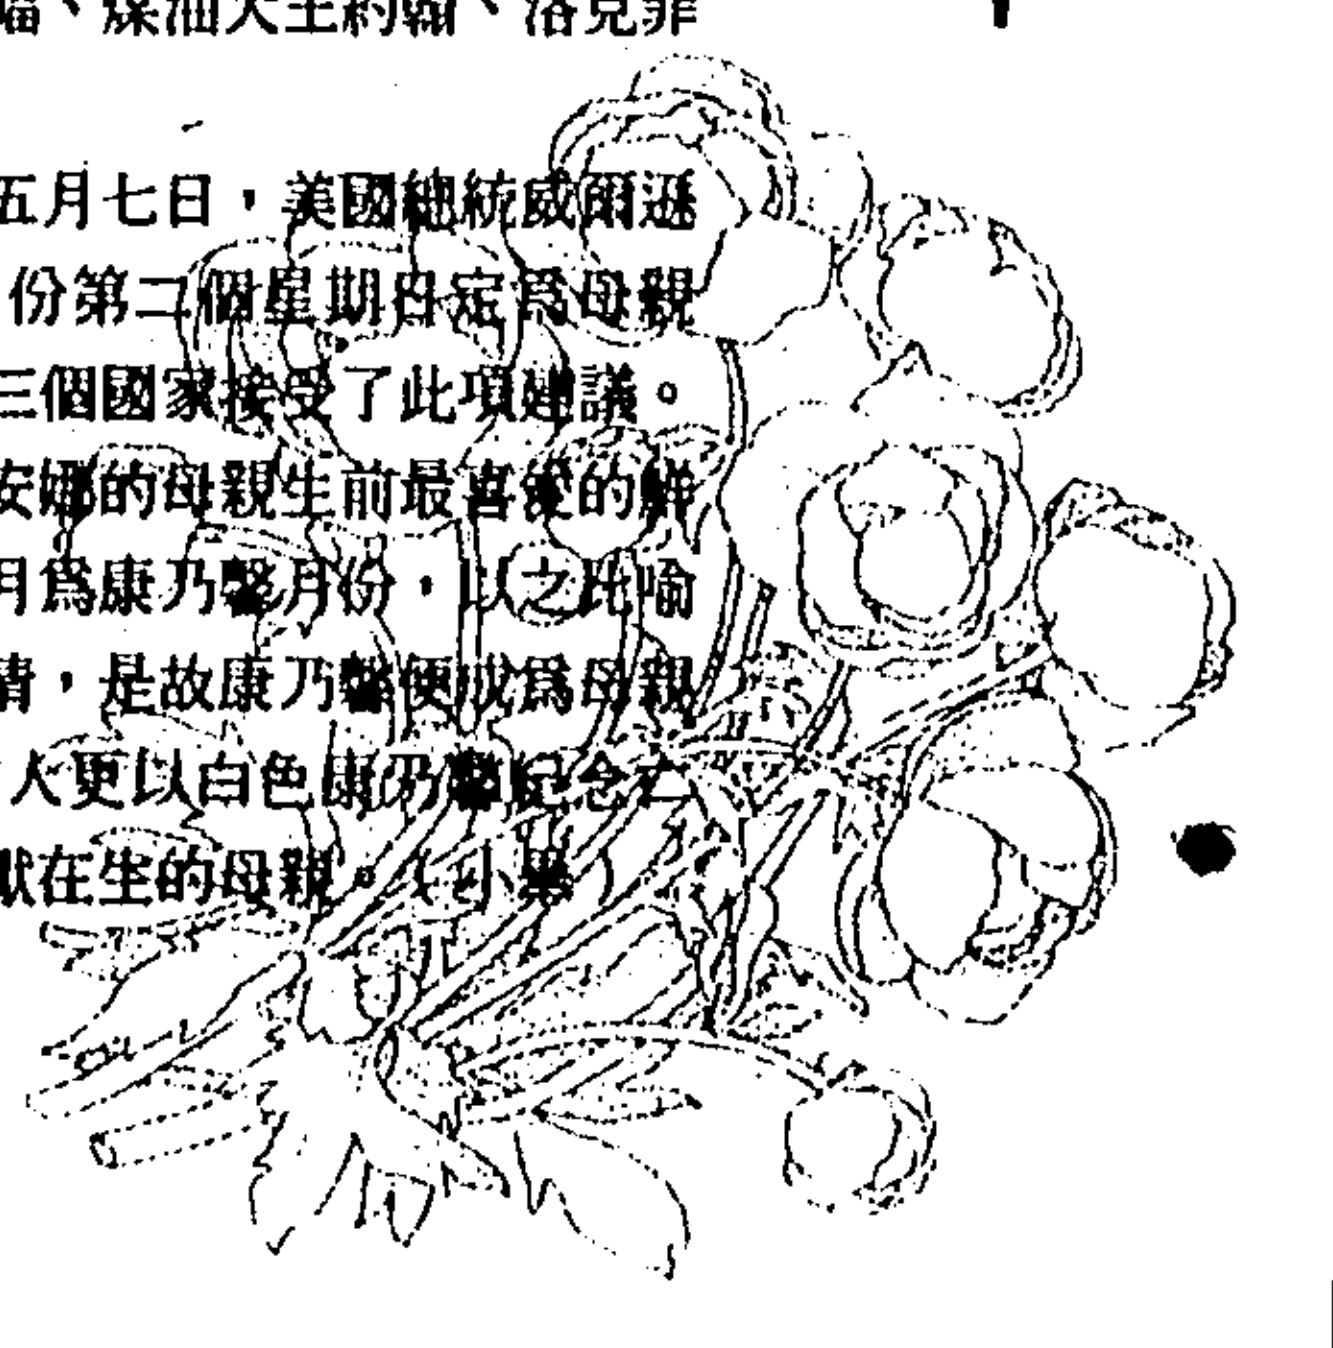 、煤油大王約翰、洛克菲
五月七日，美國總統威爾遜
份第二個星期日定爲母親
三個國家接受了此項建議。
安娜的母親生前最喜愛的鮮
月爲康乃馨月份，以之比喻
情，是故康乃馨便成爲母親
人更以白色康乃馨紀念亡
獻在生的母親。（小